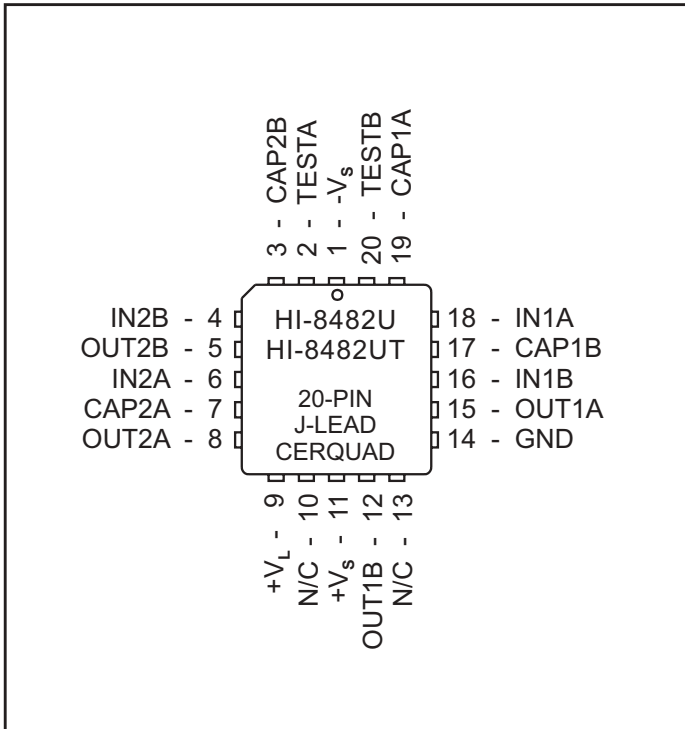 3 - CAP2B
2 - TESTA
1 - -VS
20 - TESTB
19 - CAP1A
IN2B - 4
OUT2B - 5
IN2A - 6
CAP2A - 7
OUT2A - 8
HI-8482U
HI-8482UT
20-PIN
J-LEAD
CERQUAD
18 - IN1A
17 - CAP1B
16 - IN1B
15 - OUT1A
14 - GND
+VL - 9
N/C - 10
+VS - 11
OUT1B - 12
N/C - 13